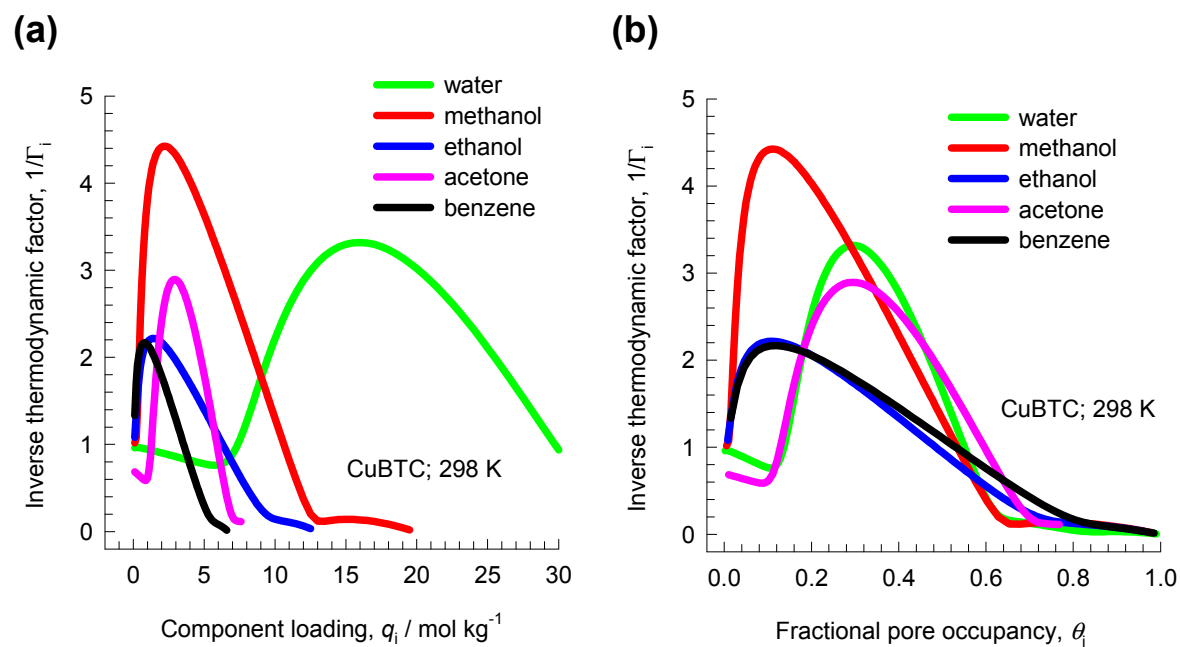 (a)
water
methanol
ethanol
acetone
benzene
5
4
3
2
1
0
Inverse thermodynamic factor, 1/Γi
CuBTC; 298 K
0 5 10 15 20 25 30
Component loading, qi / mol kg-1
(b)
water
methanol
ethanol
acetone
benzene
5
4
3
2
1
0
Inverse thermodynamic factor, 1/Γi
CuBTC; 298 K
0.0 0.2 0.4 0.6 0.8 1.0
Fractional pore occupancy, θi